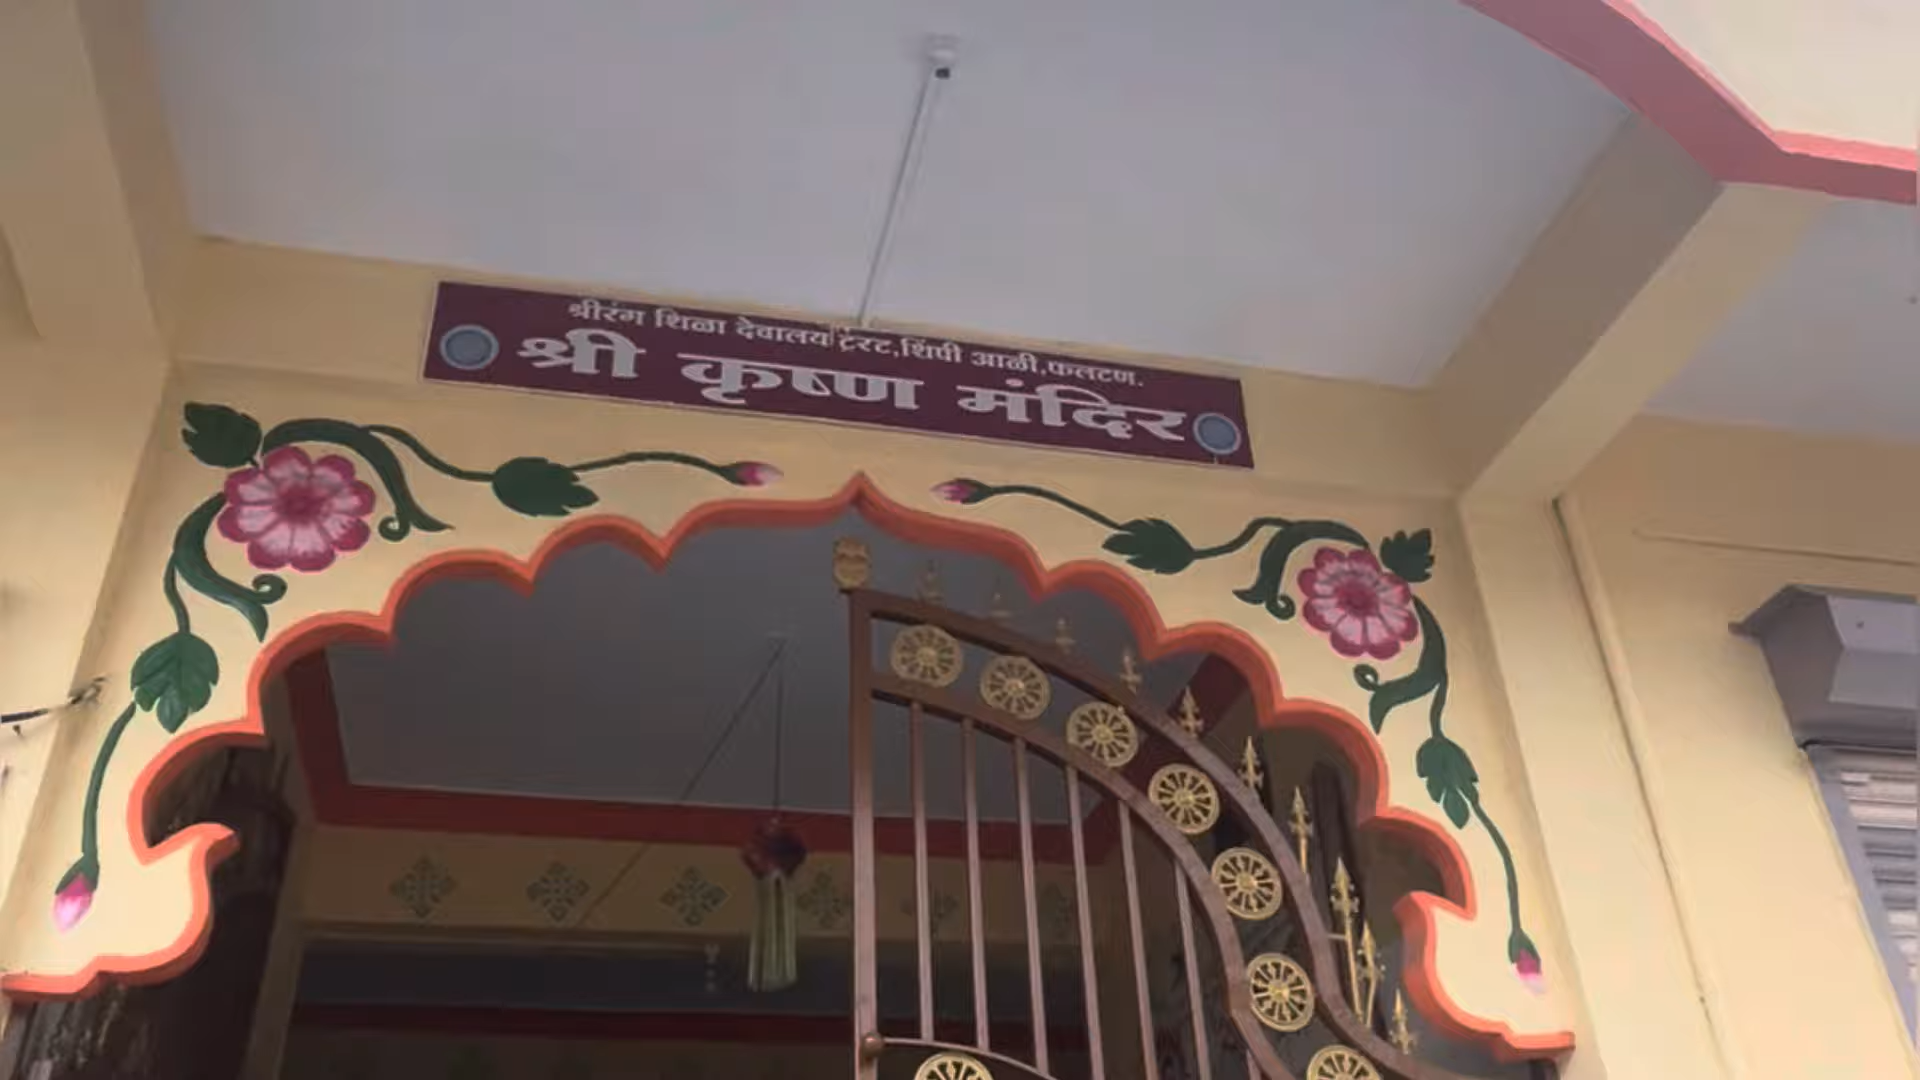 श्रीरंग शिळा देवालय ट्रस्ट,शिंपी आळी,फलटण.
श्री कृष्ण मंदिर